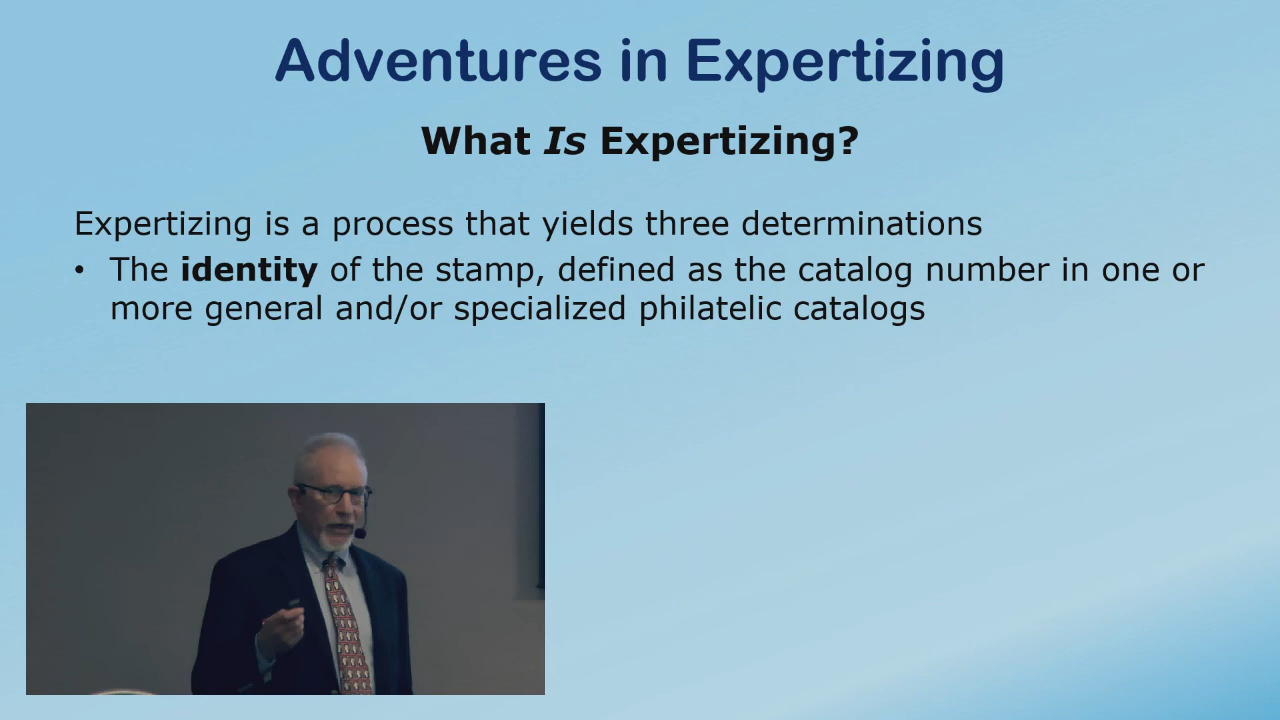 Adventures in Expertizing
What Is Expertizing?
Expertizing is a process that yields three determinations
• The identity of the stamp, defined as the catalog number in one or
more general and/or specialized philatelic catalogs